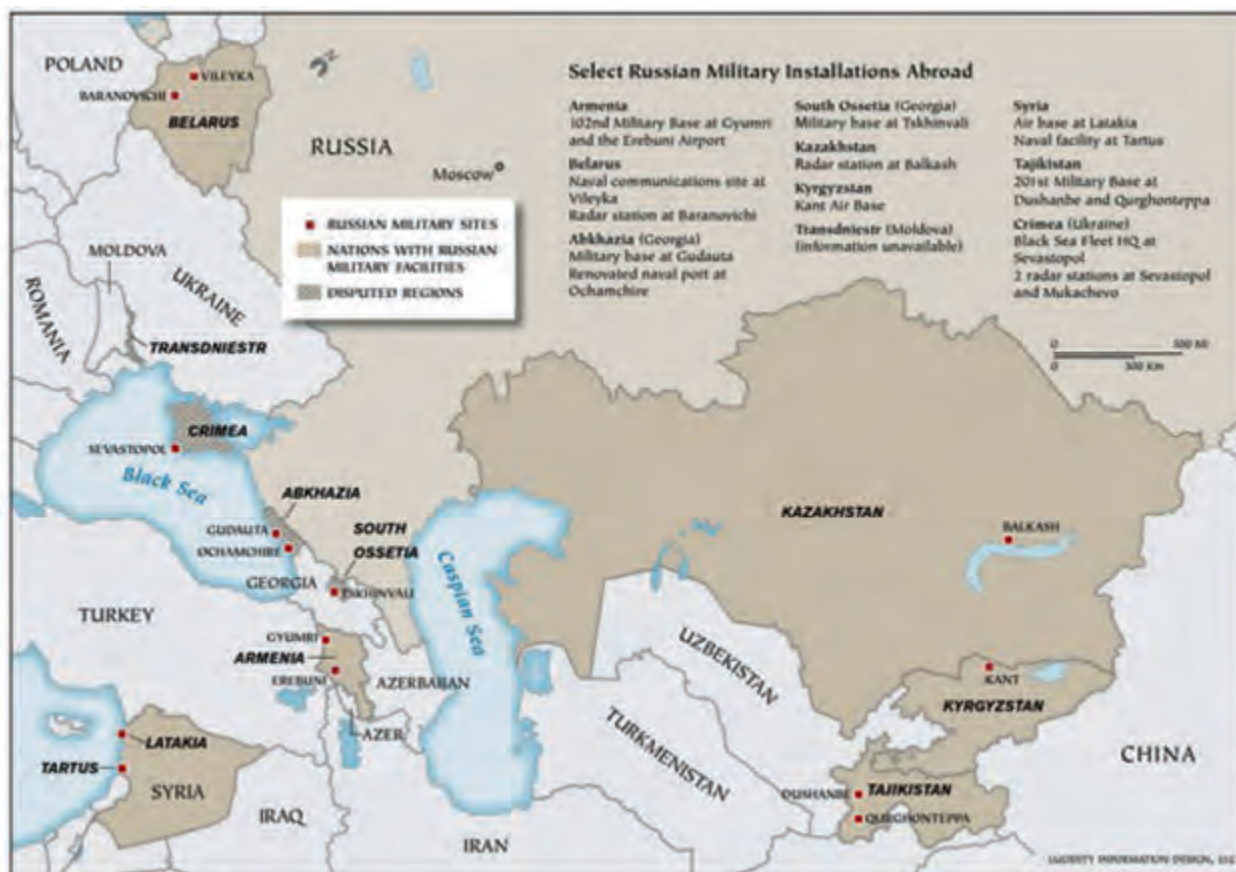 POLAND
VILEYKA
BARANOVICHI
BELARUS
RUSSIA
Moscow
Select Russian Military Installations Abroad
Armenia
102nd Military Base at Gyumri
and the Erebuni Airport
Belarus
Naval communications site at
Vileyka
Radar station at Baranovichi
Abkhazia (Georgia)
Military base at Gudauta
Renovated naval port at
Ochamchire
South Ossetia (Georgia)
Military base at Tskhinvali
Kazakhstan
Radar station at Balkash
Kyrgyzstan
Kant Air Base
Transdniestr (Moldova)
(information unavailable)
Syria
Air base at Latakia
Naval facility at Tartus
Tajikistan
201st Military Base at
Dushanbe and Qurghonteppa
Crimea (Ukraine)
Black Sea Fleet HQ at
Sevastopol
2 radar stations at Sevastopol
and Mukachevo
0 300 Mi
0 300 Km
RUSSIAN MILITARY SITES
NATIONS WITH RUSSIAN
MILITARY FACILITIES
DISPUTED REGIONS
MOLDOVA
UKRAINE
ROMANIA
TRANSDNIESTR
CRIMEA
SEVASTOPOL
Black Sea
ABKHAZIA
GUDAUTA
OCHAMCHIRE
SOUTH
OSSETIA
GEORGIA
TSKHINVALI
Caspian Sea
KAZAKHSTAN
BALKASH
TURKEY
GYUMRI
ARMENIA
EREBUNI
AZERBAIJAN
AZER
UZBEKISTAN
TURKMENISTAN
KANT
KYRGYZSTAN
CHINA
LATAKIA
TARTUS
SYRIA
IRAQ
IRAN
DUSHANBE
TAJIKISTAN
QURGHONTEPPA
LUCIDITY INFORMATION DESIGN, LLC